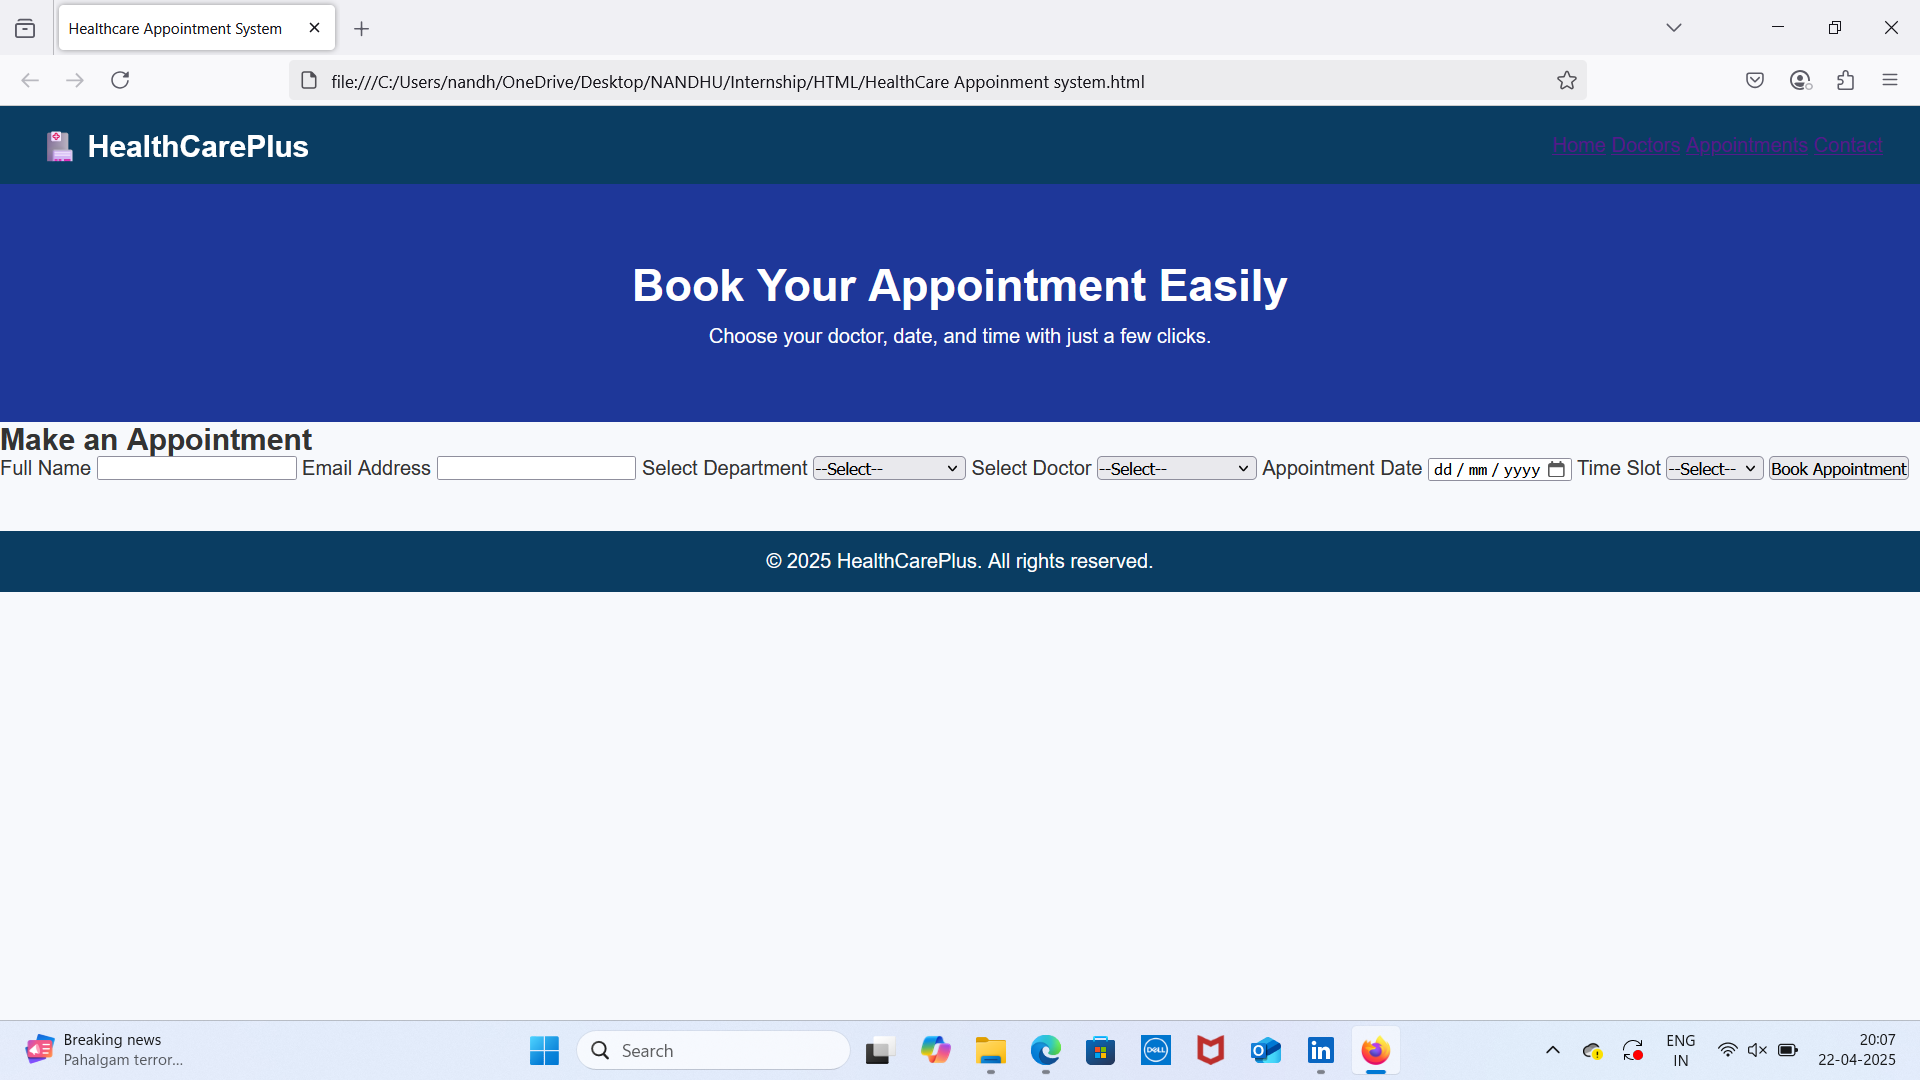 Healthcare Appointment System
file:///C:/Users/nandh/OneDrive/Desktop/NANDHU/Internship/HTML/HealthCare Appoinment system.html
HealthCarePlus
Home Doctors Appointments Contact
Book Your Appointment Easily
Choose your doctor, date, and time with just a few clicks.
Make an Appointment
Full Name Email Address Select Department --Select-- Select Doctor --Select-- Appointment Date dd / mm / yyyy Time Slot --Select-- Book Appointment
© 2025 HealthCarePlus. All rights reserved.
Breaking news
Pahalgam terror...
Search
DELL
in
ENG
IN
20:07
22-04-2025